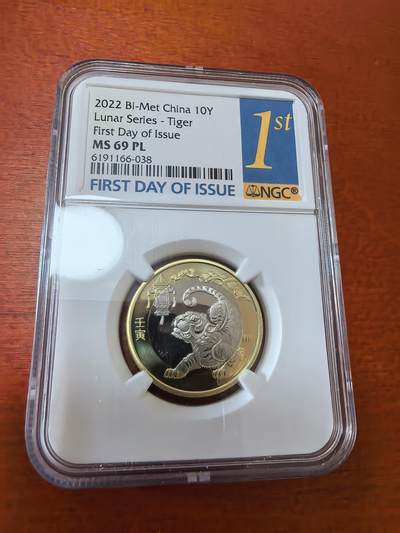 2022 Bi-Met China 10Y
Lunar Series - Tiger
First Day of Issue
MS 69 PL
6191166-038
1st
FIRST DAY OF ISSUE
NGC®
壬寅